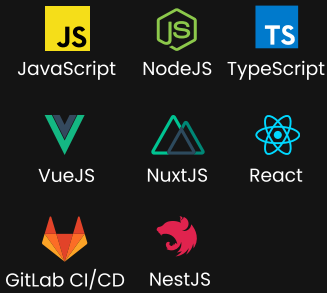 JS
JS
TS
JavaScript
NodeJS
TypeScript
VueJS
NuxtJS
React
GitLab CI/CD
NestJS